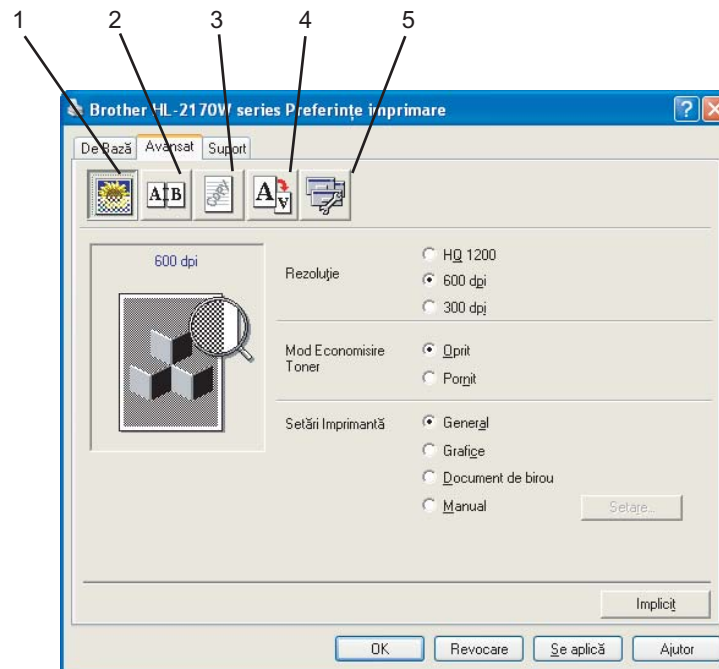 1 2 3 4 5
Brother HL-2170W series Preferințe imprimare
De Bază Avansat Suport
A B Copy A A
600 dpi
Rezoluție
HQ 1200
600 dpi
300 dpi
Mod Economisire
Toner
Oprit
Pornit
Setări Imprimantă
General
Grafice
Document de birou
Manual
Setare...
Implicit
OK Revocare Se aplică Ajutor